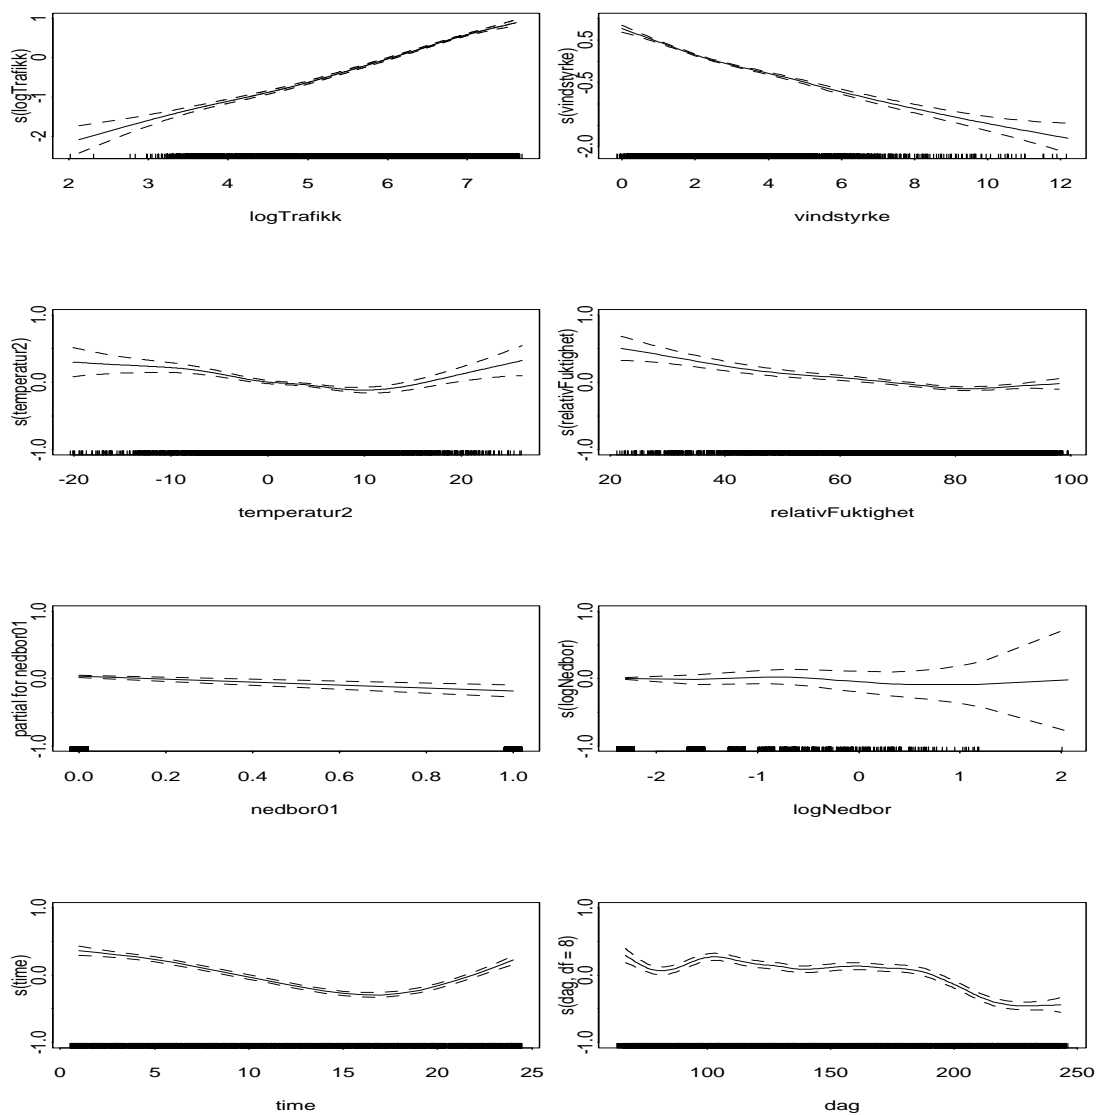 s(logTrafikk)
1
0
-1
-2
2 3 4 5 6 7
logTrafikk
s(vindstyrke)
0.5
-0.5
-2.0
0 2 4 6 8 10 12
vindstyrke
s(temperatur2)
1.0
0.0
-1.0
-20 -10 0 10 20
temperatur2
s(relativFuktighet)
1.0
0.0
-1.0
20 40 60 80 100
relativFuktighet
partial for nedbor01
1.0
0.0
-1.0
0.0 0.2 0.4 0.6 0.8 1.0
nedbor01
s(logNedbor)
1.0
0.0
-1.0
-2 -1 0 1 2
logNedbor
s(time)
1.0
0.0
-1.0
0 5 10 15 20 25
time
s(dag, df = 8)
1.0
0.0
-1.0
100 150 200 250
dag